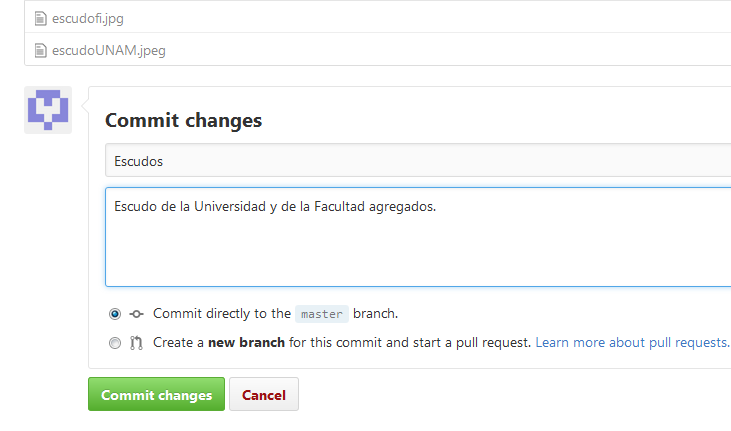 escudofi.jpg
escudoUNAM.jpeg
Commit changes
Escudos
Escudo de la Universidad y de la Facultad agregados.
Commit directly to the master branch.
Create a new branch for this commit and start a pull request. Learn more about pull requests.
Commit changes Cancel